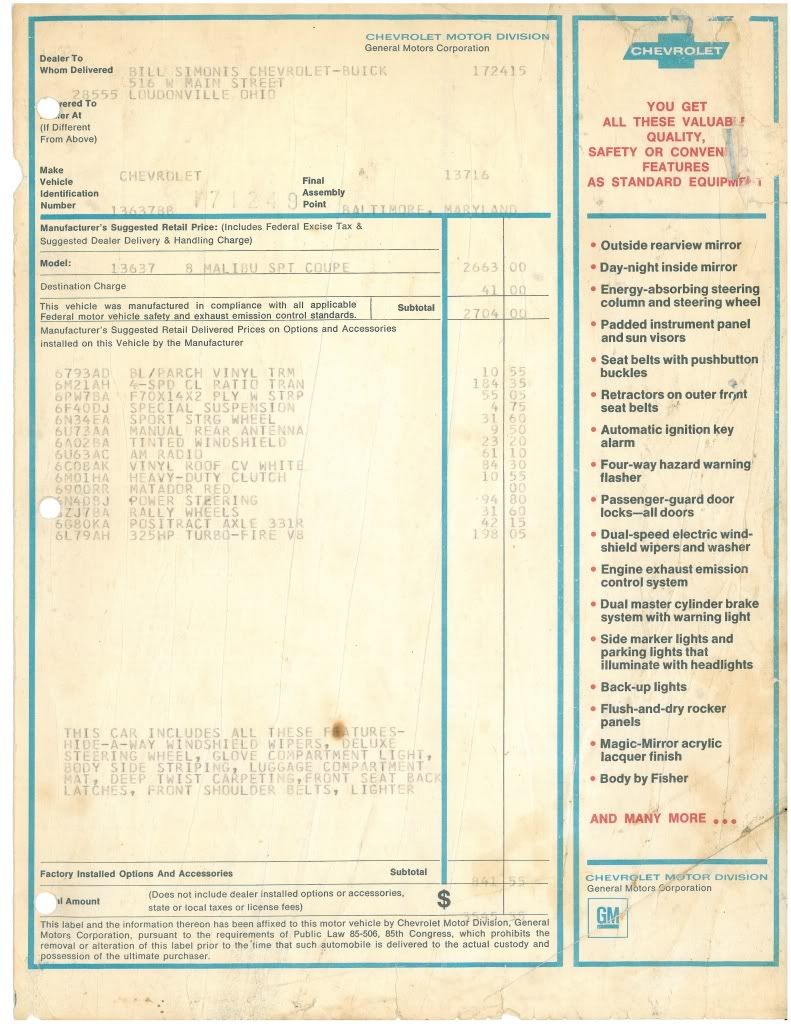 CHEVROLET MOTOR DIVISION
General Motors Corporation
Dealer To
Whom Delivered BILL SIMONIS CHEVROLET-BUICK 172415
516 W MAIN STREET
28555 LOUDONVILLE OHIO
vered To
er At
(If Different
From Above)
Make CHEVROLET 13716
Vehicle Final
Identification Assembly
Number 136378B Point BALTIMORE, MARYLAND
Manufacturer's Suggested Retail Price: (Includes Federal Excise Tax &
Suggested Dealer Delivery & Handling Charge)
Model: 13637 8 MALIBU SPT COUPE 2663 00
Destination Charge 41 00
This vehicle was manufactured in compliance with all applicable
Federal motor vehicle safety and exhaust emission control standards. Subtotal 2704 00
Manufacturer's Suggested Retail Delivered Prices on Options and Accessories
installed on this Vehicle by the Manufacturer
6793AD BL/PARCH VINYL TRM 10 55
6M21AH 4-SPD CL RATIO TRAN 184 35
6PW7BA F70X14X2 PLY W STRP 55 05
6F40DJ SPECIAL SUSPENSION 4 75
6N34EA SPORT STRG WHEEL 31 60
6U73AA MANUAL REAR ANTENNA 9 50
6A02BA TINTED WINDSHIELD 23 20
6U63AC AM RADIO 61 10
6C08AK VINYL ROOF CV WHITE 84 30
6M01HA HEAVY-DUTY CLUTCH 10 55
6900RR MATADOR RED 00
6N40BJ POWER STEERING 94 80
6ZJ7BA RALLY WHEELS 31 60
6G80KA POSITRACT AXLE 331R 42 15
6L79AH 325HP TURBO-FIRE V8 198 05
THIS CAR INCLUDES ALL THESE FEATURES-
HIDE-A-WAY WINDSHIELD WIPERS, DELUXE
STEERING WHEEL, GLOVE COMPARTMENT LIGHT,
BODY SIDE STRIPING, LUGGAGE COMPARTMENT
MAT, DEEP TWIST CARPETING,FRONT SEAT BACK
LATCHES, FRONT SHOULDER BELTS, LIGHTER
Factory Installed Options And Accessories Subtotal 841 55
al Amount (Does not include dealer installed options or accessories,
state or local taxes or license fees) $
This label and the information thereon has been affixed to this motor vehicle by Chevrolet Motor Division, General
Motors Corporation, pursuant to the requirements of Public Law 85-506, 85th Congress, which prohibits the
removal or alteration of this label prior to the time that such automobile is delivered to the actual custody and
possession of the ultimate purchaser.
CHEVROLET
YOU GET
ALL THESE VALUABL
QUALITY,
SAFETY OR CONVEN
FEATURES
AS STANDARD EQUIPMENT
• Outside rearview mirror
• Day-night inside mirror
• Energy-absorbing steering
column and steering wheel
• Padded instrument panel
and sun visors
• Seat belts with pushbutton
buckles
• Retractors on outer front
seat belts
• Automatic ignition key
alarm
• Four-way hazard warning
flasher
• Passenger-guard door
locks—all doors
• Dual-speed electric wind-
shield wipers and washer
• Engine exhaust emission
control system
• Dual master cylinder brake
system with warning light
• Side marker lights and
parking lights that
illuminate with headlights
• Back-up lights
• Flush-and-dry rocker
panels
• Magic-Mirror acrylic
lacquer finish
• Body by Fisher
AND MANY MORE ...
CHEVROLET MOTOR DIVISION
General Motors Corporation
GM